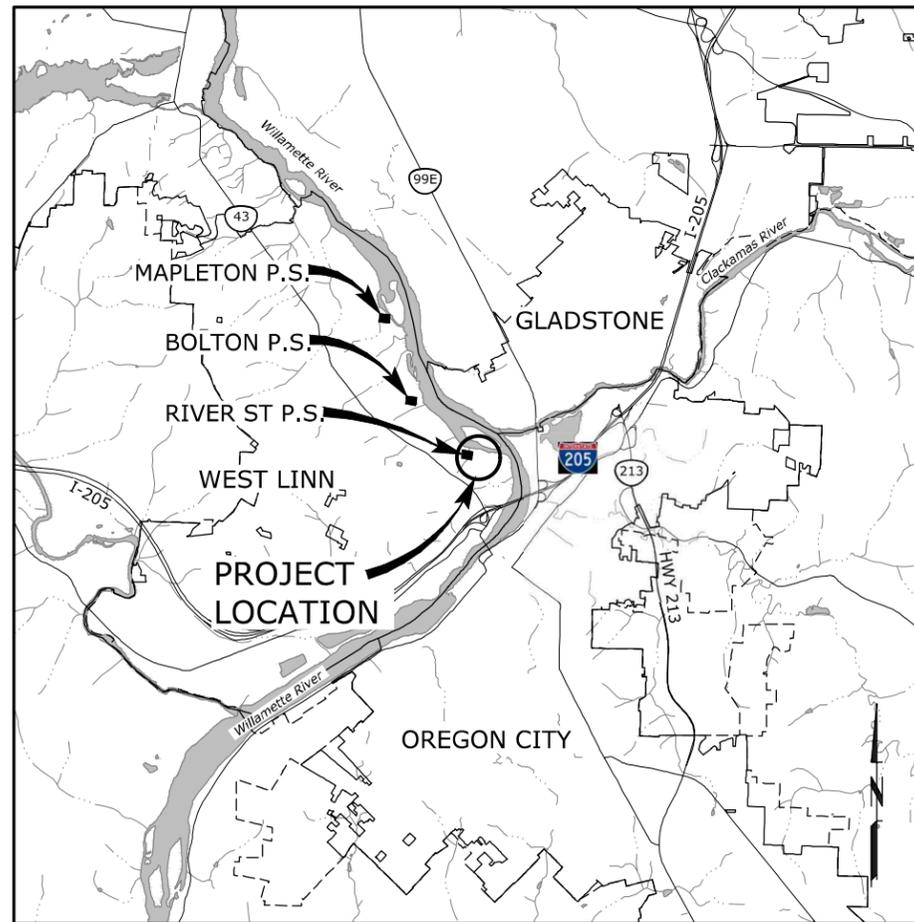 Willamette River
99E
43
I-205
Clackamas River
MAPLETON P.S.
GLADSTONE
BOLTON P.S.
RIVER ST P.S.
INTERSTATE
205
213
WEST LINN
I-205
HWY 213
PROJECT
LOCATION
Willamette River
OREGON CITY
N